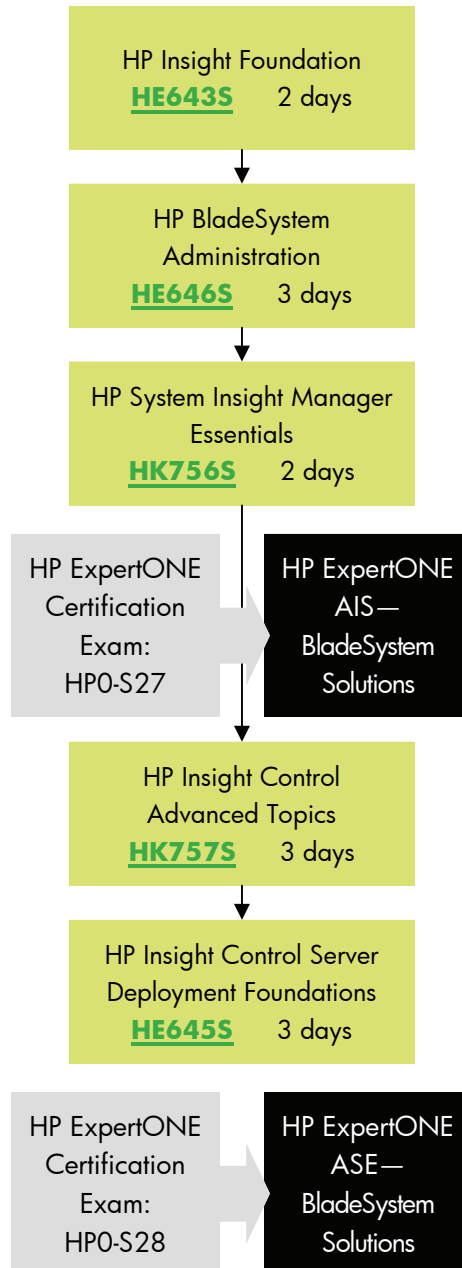 HP Insight Foundation
HE643S 2 days
HP BladeSystem
Administration
HE646S 3 days
HP System Insight Manager
Essentials
HK756S 2 days
HP ExpertONE
Certification
Exam:
HP0-S27
HP ExpertONE
AIS—
BladeSystem
Solutions
HP Insight Control
Advanced Topics
HK757S 3 days
HP Insight Control Server
Deployment Foundations
HE645S 3 days
HP ExpertONE
Certification
Exam:
HP0-S28
HP ExpertONE
ASE—
BladeSystem
Solutions